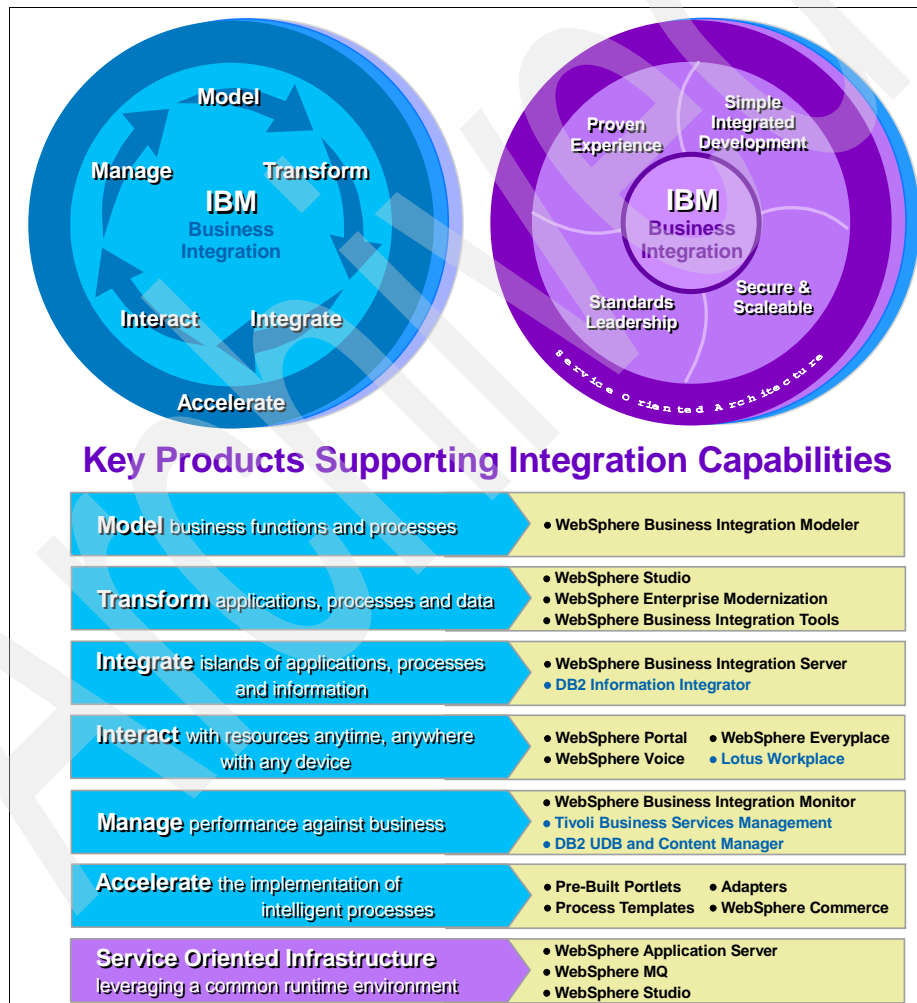 Model
Manage
Transform
IBM
Business
Integration
Interact
Integrate
Accelerate
Proven
Experience
Simple
Integrated
Development
IBM
Business
Integration
Standards
Leadership
Secure &
Scaleable
Service Oriented Architecture
Key Products Supporting Integration Capabilities
Model business functions and processes
• WebSphere Business Integration Modeler
Transform applications, processes and data
• WebSphere Studio
• WebSphere Enterprise Modernization
• WebSphere Business Integration Tools
Integrate islands of applications, processes
and information
• WebSphere Business Integration Server
• DB2 Information Integrator
Interact with resources anytime, anywhere
with any device
• WebSphere Portal • WebSphere Everyplace
• WebSphere Voice • Lotus Workplace
Manage performance against business
• WebSphere Business Integration Monitor
• Tivoli Business Services Management
• DB2 UDB and Content Manager
Accelerate the implementation of
intelligent processes
• Pre-Built Portlets • Adapters
• Process Templates • WebSphere Commerce
Service Oriented Infrastructure
leveraging a common runtime environment
• WebSphere Application Server
• WebSphere MQ
• WebSphere Studio